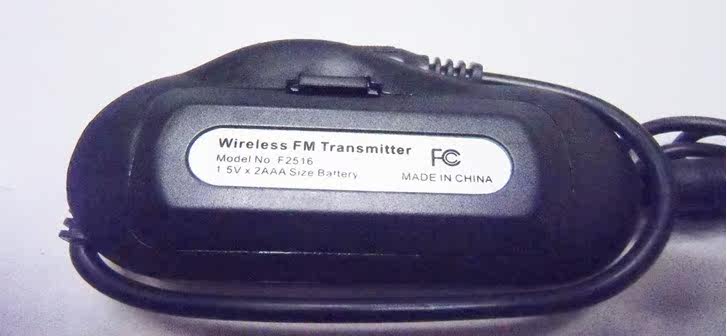 Wireless FM Transmitter
Model No F2516
1.5V x 2AAA Size Battery
FC
MADE IN CHINA